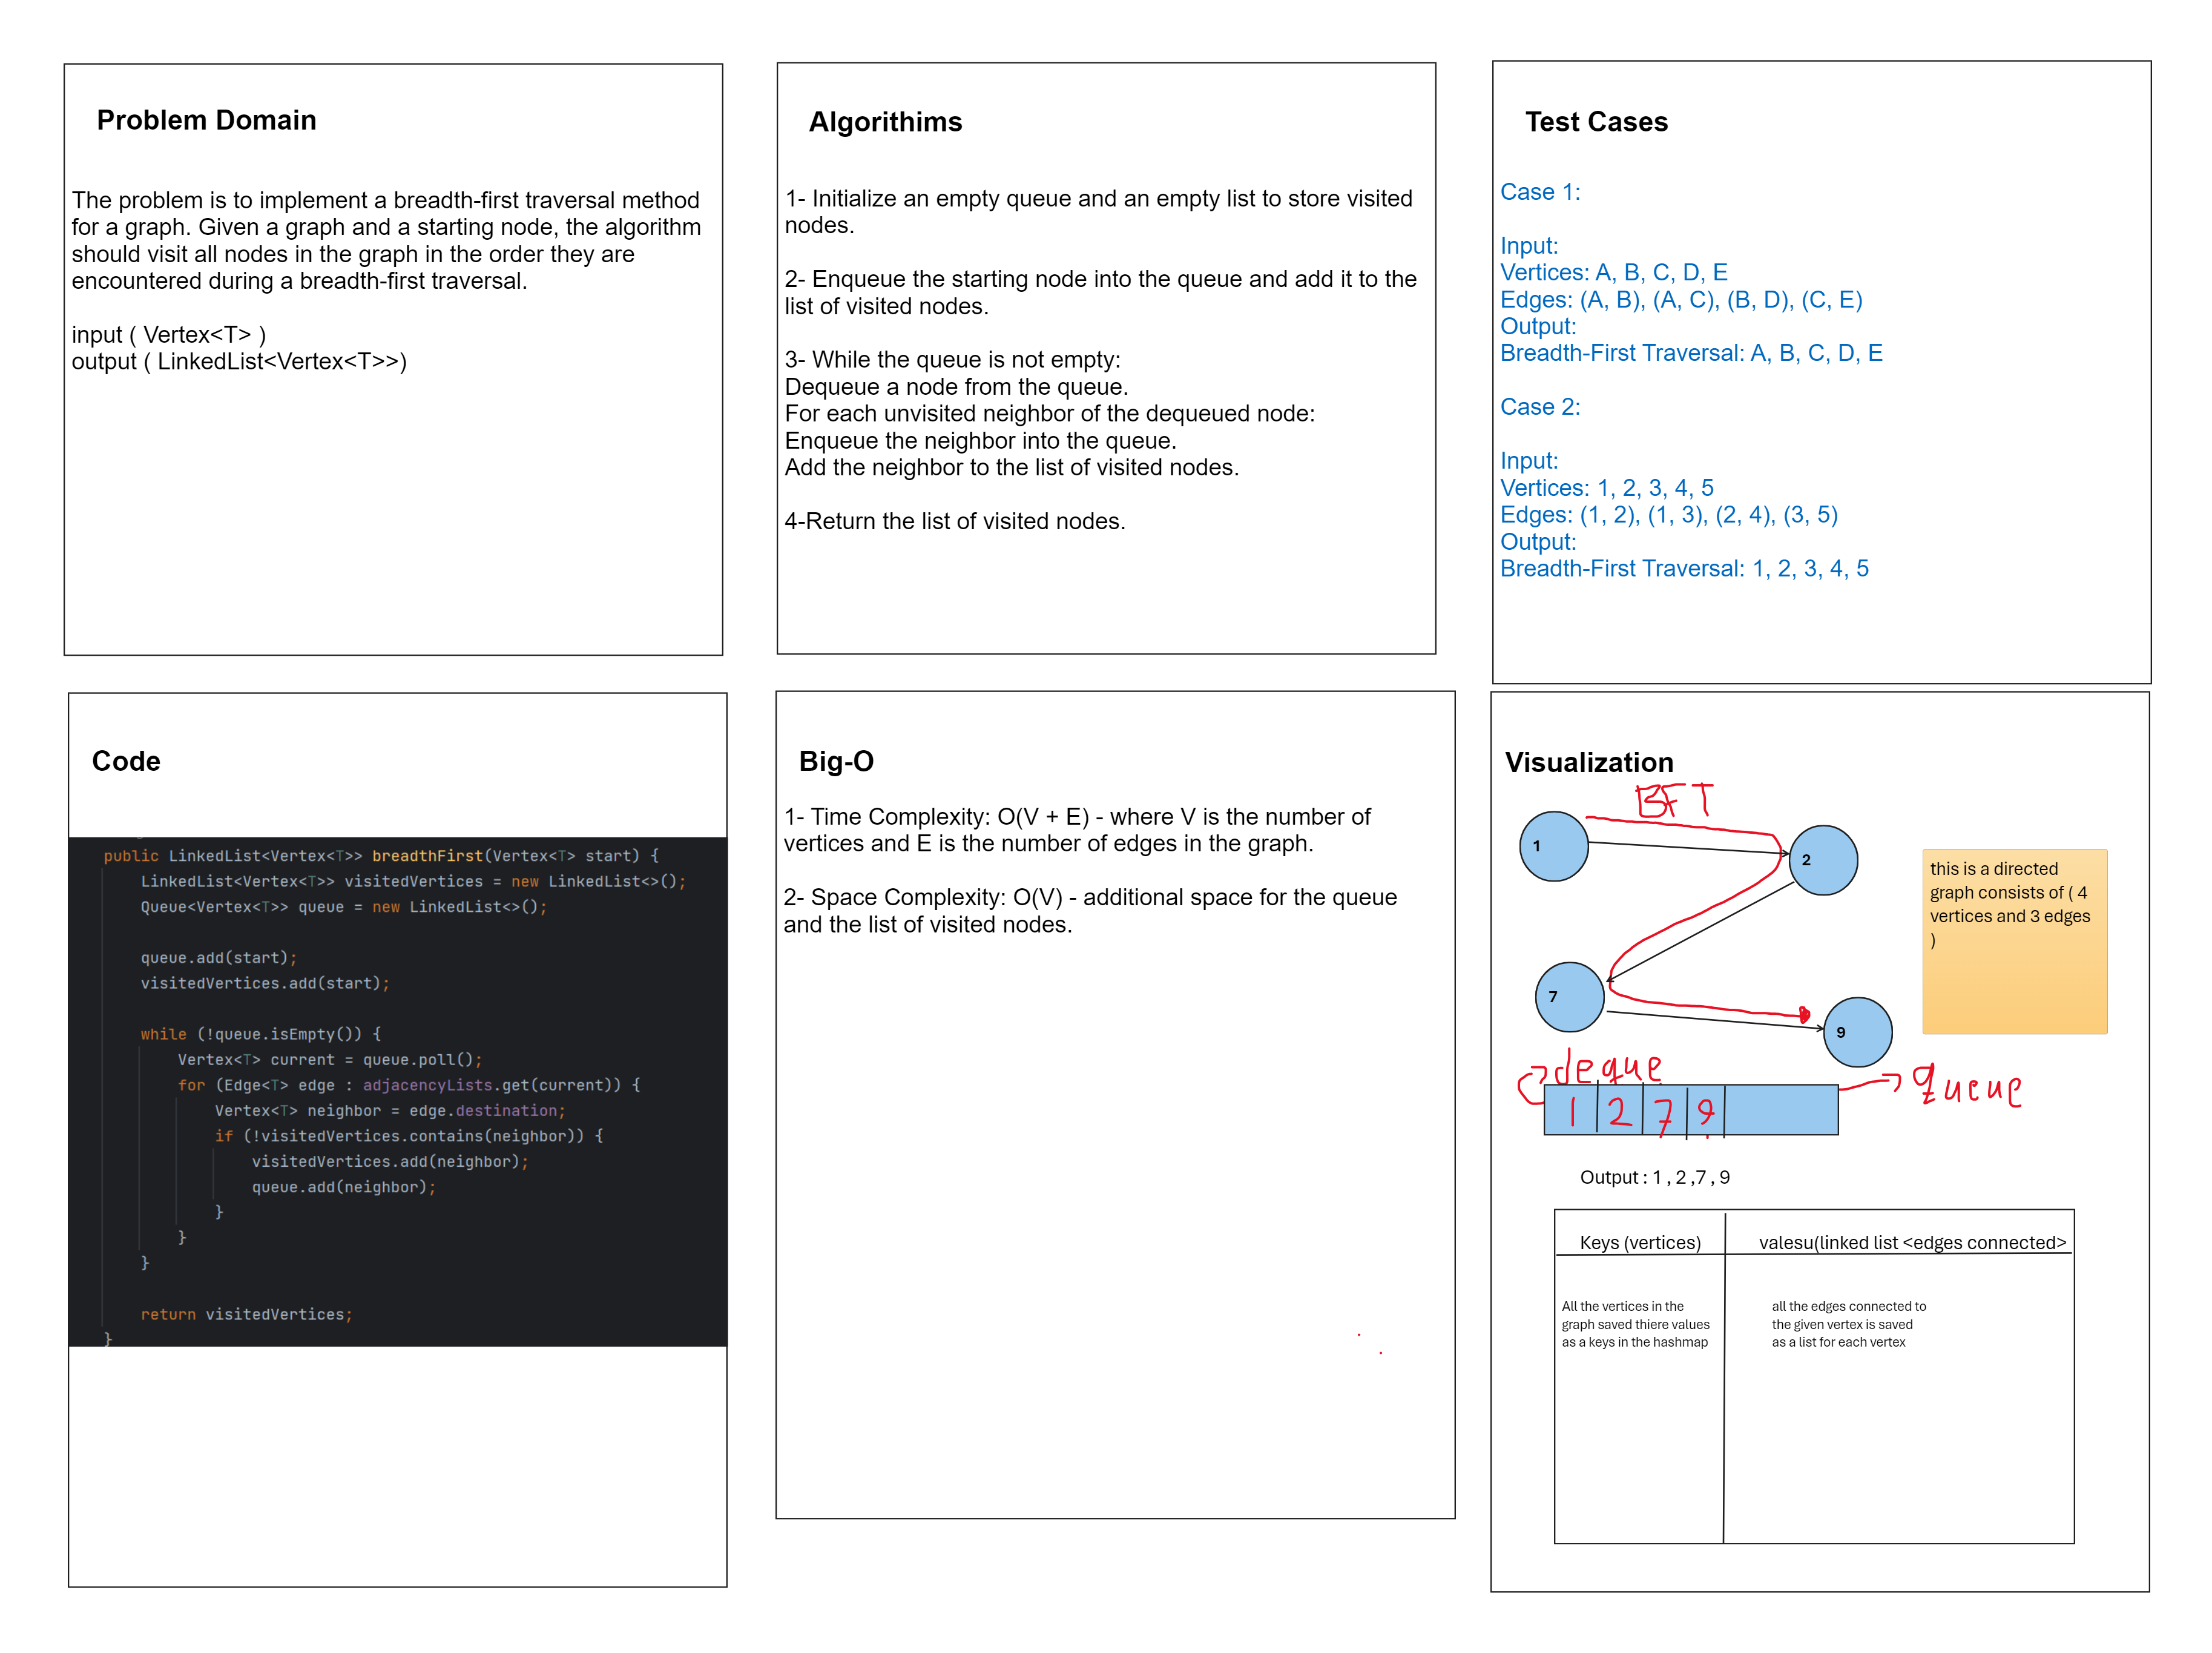 Problem Domain
The problem is to implement a breadth-first traversal method
for a graph. Given a graph and a starting node, the algorithm
should visit all nodes in the graph in the order they are
encountered during a breadth-first traversal.
input ( Vertex<T> )
output ( LinkedList<Vertex<T>>)
Algorithims
1- Initialize an empty queue and an empty list to store visited
nodes.
2- Enqueue the starting node into the queue and add it to the
list of visited nodes.
3- While the queue is not empty:
Dequeue a node from the queue.
For each unvisited neighbor of the dequeued node:
Enqueue the neighbor into the queue.
Add the neighbor to the list of visited nodes.
4-Return the list of visited nodes.
Test Cases
Case 1:
Input:
Vertices: A, B, C, D, E
Edges: (A, B), (A, C), (B, D), (C, E)
Output:
Breadth-First Traversal: A, B, C, D, E
Case 2:
Input:
Vertices: 1, 2, 3, 4, 5
Edges: (1, 2), (1, 3), (2, 4), (3, 5)
Output:
Breadth-First Traversal: 1, 2, 3, 4, 5
Code
public LinkedList<Vertex<T>> breadthFirst(Vertex<T> start) {
LinkedList<Vertex<T>> visitedVertices = new LinkedList<>();
Queue<Vertex<T>> queue = new LinkedList<>();
queue.add(start);
visitedVertices.add(start);
while (!queue.isEmpty()) {
Vertex<T> current = queue.poll();
for (Edge<T> edge : adjacencyLists.get(current)) {
Vertex<T> neighbor = edge.destination;
if (!visitedVertices.contains(neighbor)) {
visitedVertices.add(neighbor);
queue.add(neighbor);
}
}
}
return visitedVertices;
}
Big-O
1- Time Complexity: O(V + E) - where V is the number of
vertices and E is the number of edges in the graph.
2- Space Complexity: O(V) - additional space for the queue
and the list of visited nodes.
Visualization
BFT
1
2
7
9
this is a directed
graph consists of ( 4
vertices and 3 edges
)
deque
1 2 7 9
queue
Output : 1 , 2 ,7 , 9
Keys (vertices)
valesu(linked list <edges connected>
All the vertices in the
graph saved thiere values
as a keys in the hashmap
all the edges connected to
the given vertex is saved
as a list for each vertex